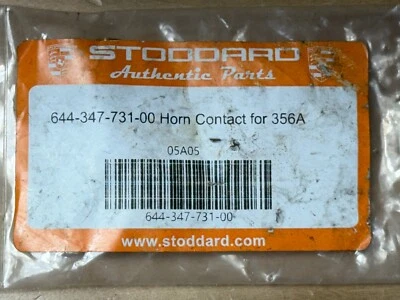 STODDARD
Authentic Parts
644-347-731-00 Horn Contact for 356A
05A05
644-347-731-00
www.stoddard.com